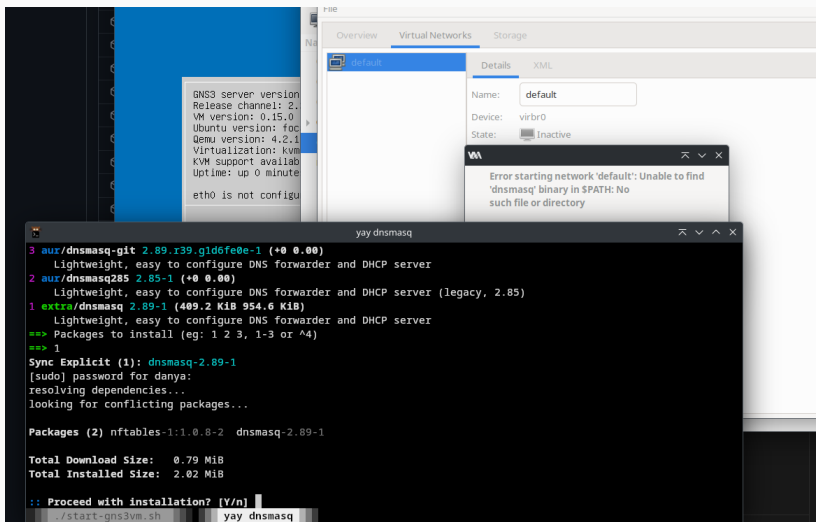 File
Overview Virtual Networks Storage
Na
default
Details XML
Name: default
Device: virbr0
State: Inactive
GNS3 server version
Release channel: 2.
VM version: 0.15.0
Ubuntu version: foc
Qemu version: 4.2.1
Virtualization: kvm
KVM support availab
Uptime: up 0 minute
eth0 is not configu
Error starting network 'default': Unable to find
'dnsmasq' binary in $PATH: No
such file or directory
yay dnsmasq
3 aur/dnsmasq-git 2.89.r39.g1d6fe0e-1 (+0 0.00)
Lightweight, easy to configure DNS forwarder and DHCP server
2 aur/dnsmasq285 2.85-1 (+0 0.00)
Lightweight, easy to configure DNS forwarder and DHCP server (legacy, 2.85)
1 extra/dnsmasq 2.89-1 (409.2 KiB 954.6 KiB)
Lightweight, easy to configure DNS forwarder and DHCP server
==> Packages to install (eg: 1 2 3, 1-3 or ^4)
==> 1
Sync Explicit (1): dnsmasq-2.89-1
[sudo] password for danya:
resolving dependencies...
looking for conflicting packages...
Packages (2) nftables-1:1.0.8-2 dnsmasq-2.89-1
Total Download Size: 0.79 MiB
Total Installed Size: 2.02 MiB
:: Proceed with installation? [Y/n]
./start-gns3vm.sh yay dnsmasq